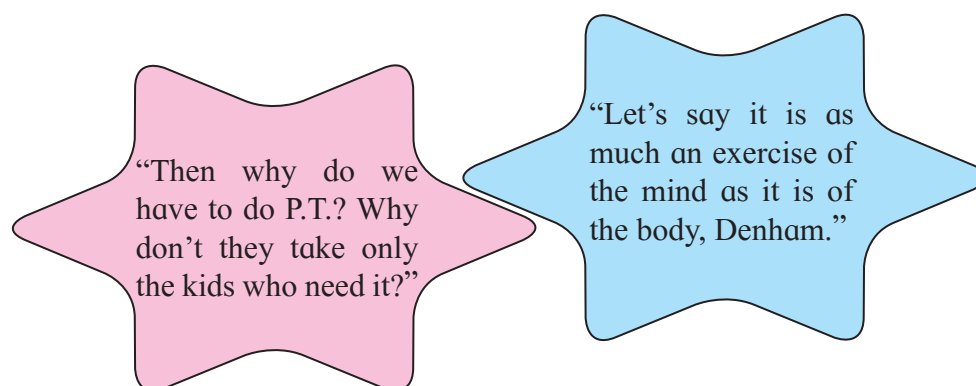 “Then why do we
have to do P.T.? Why
don’t they take only
the kids who need it?”
“Let’s say it is as
much an exercise of
the mind as it is of
the body, Denham.”